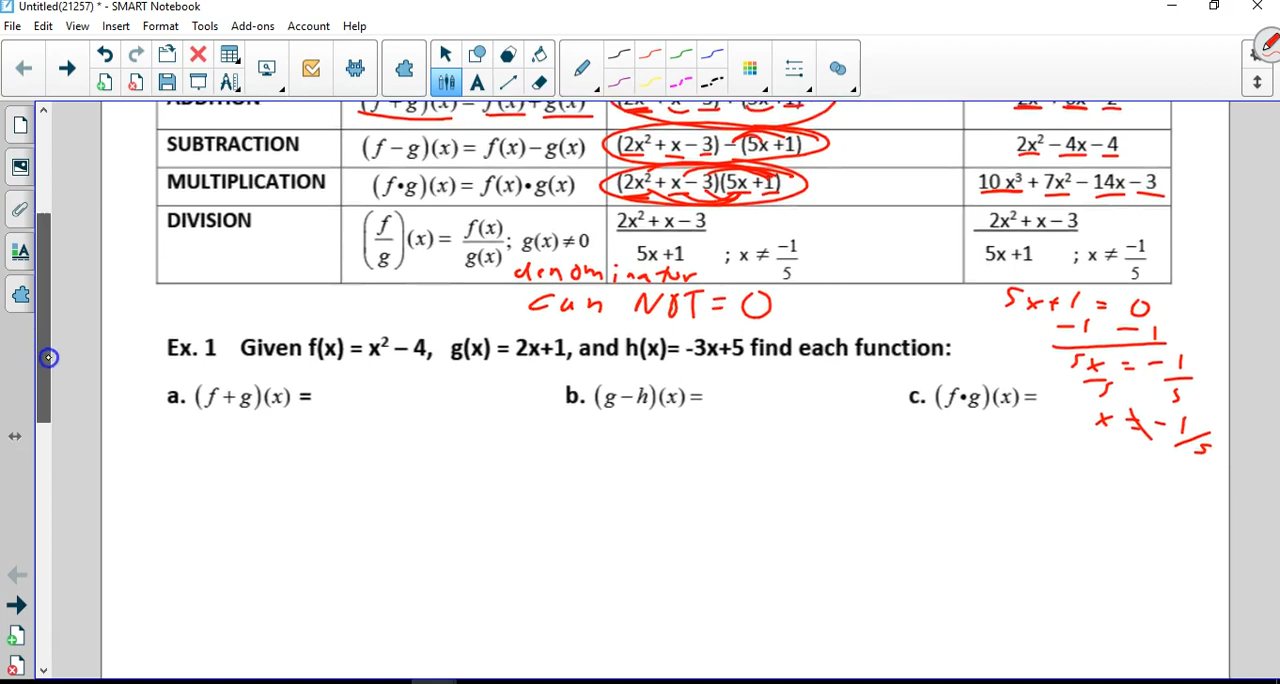 Untitled(21257) * - SMART Notebook
File Edit View Insert Format Tools Add-ons Account Help
ADDITION (f+g)(x) = f(x)+g(x)
SUBTRACTION (f−g)(x) = f(x)−g(x) (2x² + x − 3) − (5x +1) 2x² − 4x − 4
MULTIPLICATION (f•g)(x) = f(x)•g(x) (2x² + x − 3)(5x +1) 10 x³ + 7x² − 14x − 3
DIVISION (f/g)(x) = f(x)/g(x); g(x)≠0 2x² + x − 3 / 5x +1 ; x ≠ −1/5 2x² + x − 3 / 5x +1 ; x ≠ −1/5
denominator
can NOT = 0
5x+1 = 0
−1 −1
5x/5 = −1/5
x ≠ −1/5
Ex. 1 Given f(x) = x² – 4, g(x) = 2x+1, and h(x)= -3x+5 find each function:
a. (f+g)(x) = b. (g−h)(x) = c. (f•g)(x) =